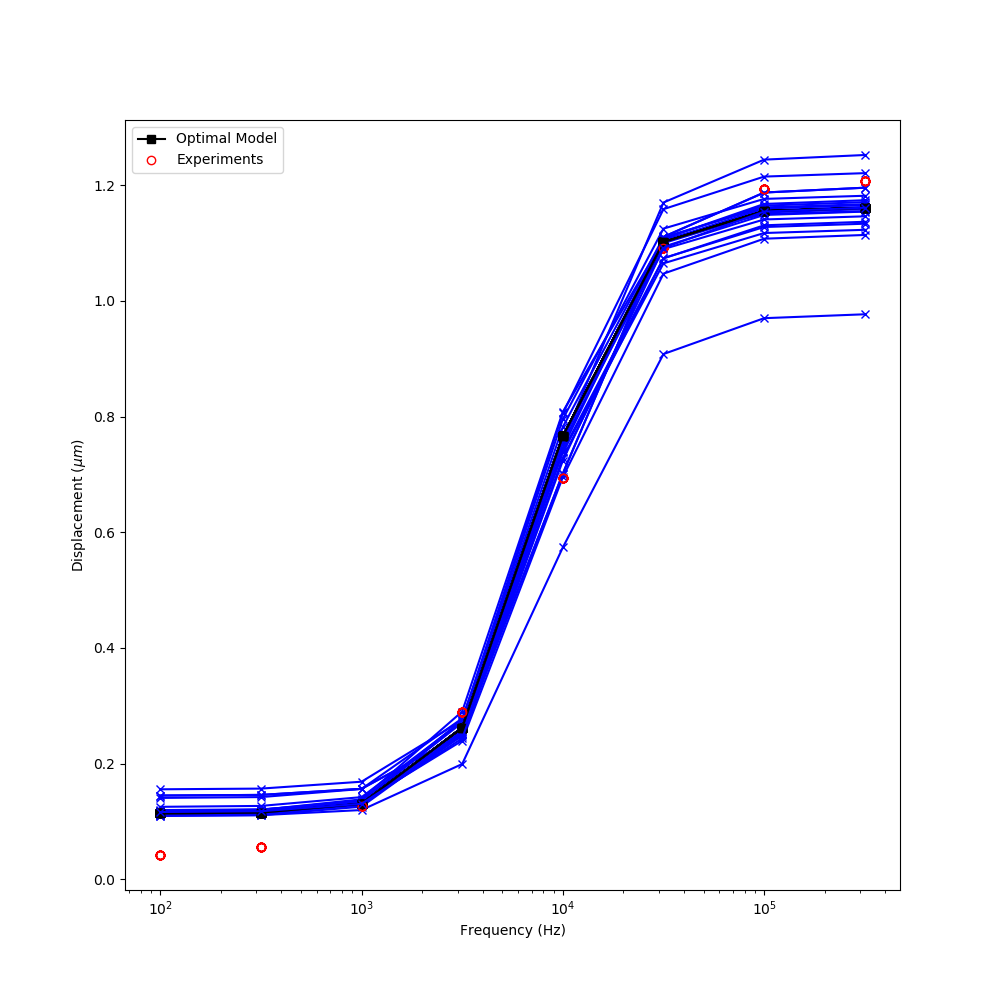 Optimal Model
Experiments
1.2
1.0
0.8
0.6
0.4
0.2
0.0
Displacement (μm)
10² 10³ 10⁴ 10⁵
Frequency (Hz)